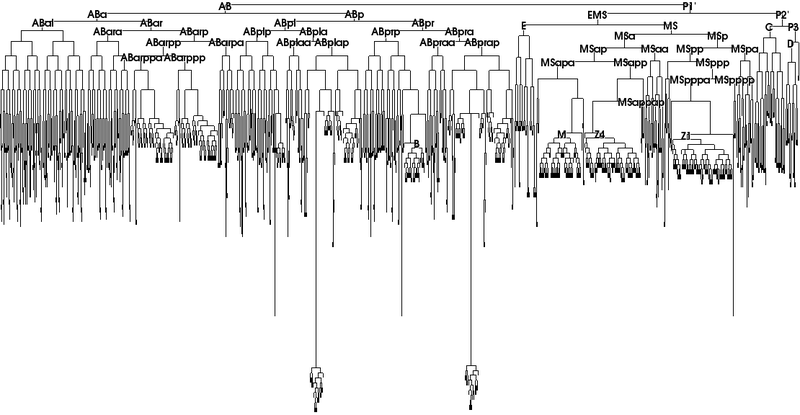 AB P1'
ABa ABp EMS P2'
ABal ABar ABpl ABpr E MS C P3
ABara ABarp ABplp ABpla ABprp ABpra MSa MSp D
ABarpp ABarpa ABplaa ABplap ABpraa ABprap MSap MSaa MSpp MSpa
ABarppa ABarppp MSapa MSapp MSppp
MSpppa MSpppp
MSappap
M Z4 Z1
B